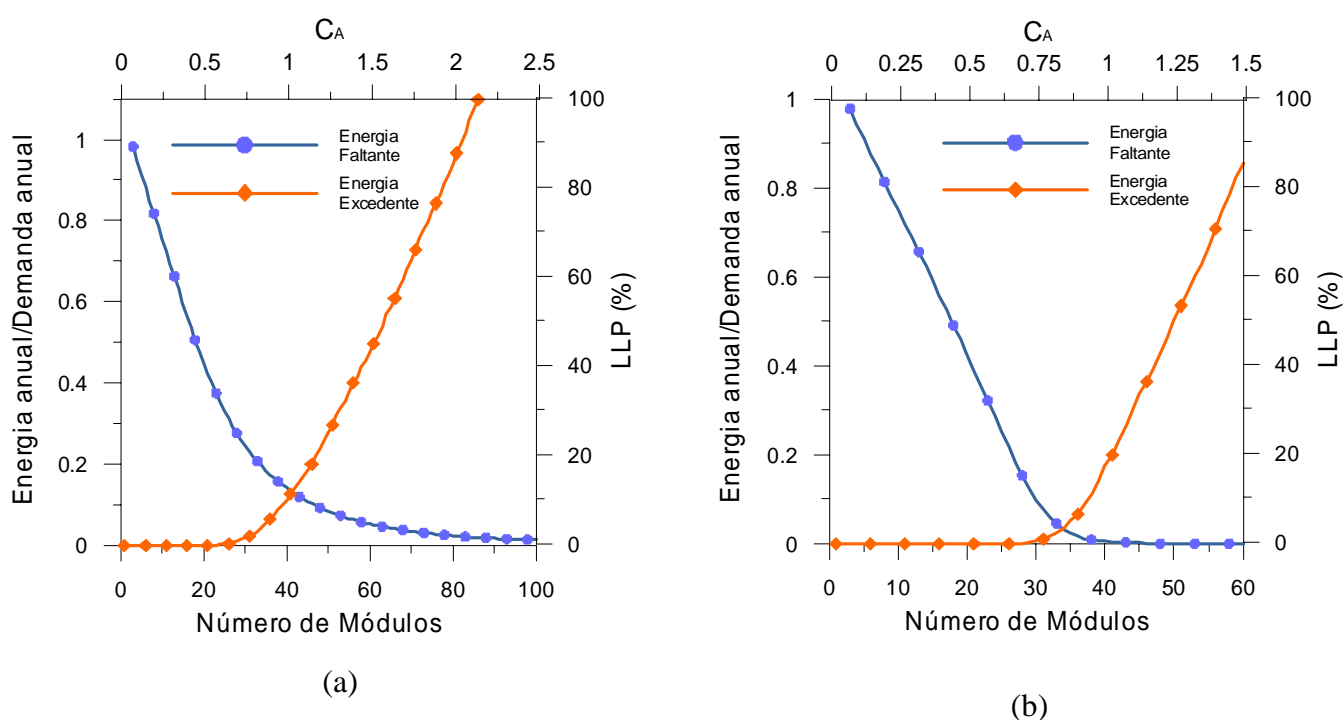 CA
0 0.5 1 1.5 2 2.5
Energia anual/Demanda anual
1
0.8
0.6
0.4
0.2
0
Energia
Faltante
Energia
Excedente
100
80
60
40
20
0
LLP (%)
0 20 40 60 80 100
Número de Módulos
(a)
CA
0 0.25 0.5 0.75 1 1.25 1.5
Energia anual/Demanda anual
1
0.8
0.6
0.4
0.2
0
Energia
Faltante
Energia
Excedente
100
80
60
40
20
0
LLP (%)
0 10 20 30 40 50 60
Número de Módulos
(b)